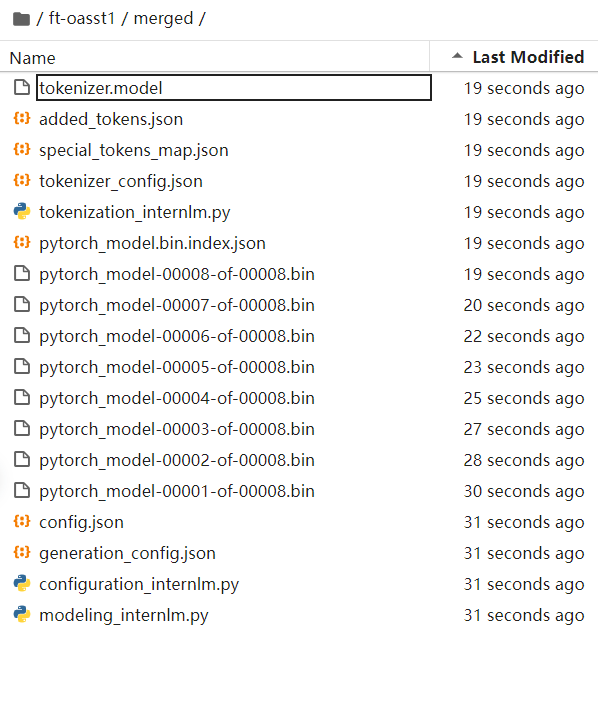 / ft-oasst1 / merged /
Name Last Modified
tokenizer.model 19 seconds ago
added_tokens.json 19 seconds ago
special_tokens_map.json 19 seconds ago
tokenizer_config.json 19 seconds ago
tokenization_internlm.py 19 seconds ago
pytorch_model.bin.index.json 19 seconds ago
pytorch_model-00008-of-00008.bin 19 seconds ago
pytorch_model-00007-of-00008.bin 20 seconds ago
pytorch_model-00006-of-00008.bin 22 seconds ago
pytorch_model-00005-of-00008.bin 23 seconds ago
pytorch_model-00004-of-00008.bin 25 seconds ago
pytorch_model-00003-of-00008.bin 27 seconds ago
pytorch_model-00002-of-00008.bin 28 seconds ago
pytorch_model-00001-of-00008.bin 30 seconds ago
config.json 31 seconds ago
generation_config.json 31 seconds ago
configuration_internlm.py 31 seconds ago
modeling_internlm.py 31 seconds ago